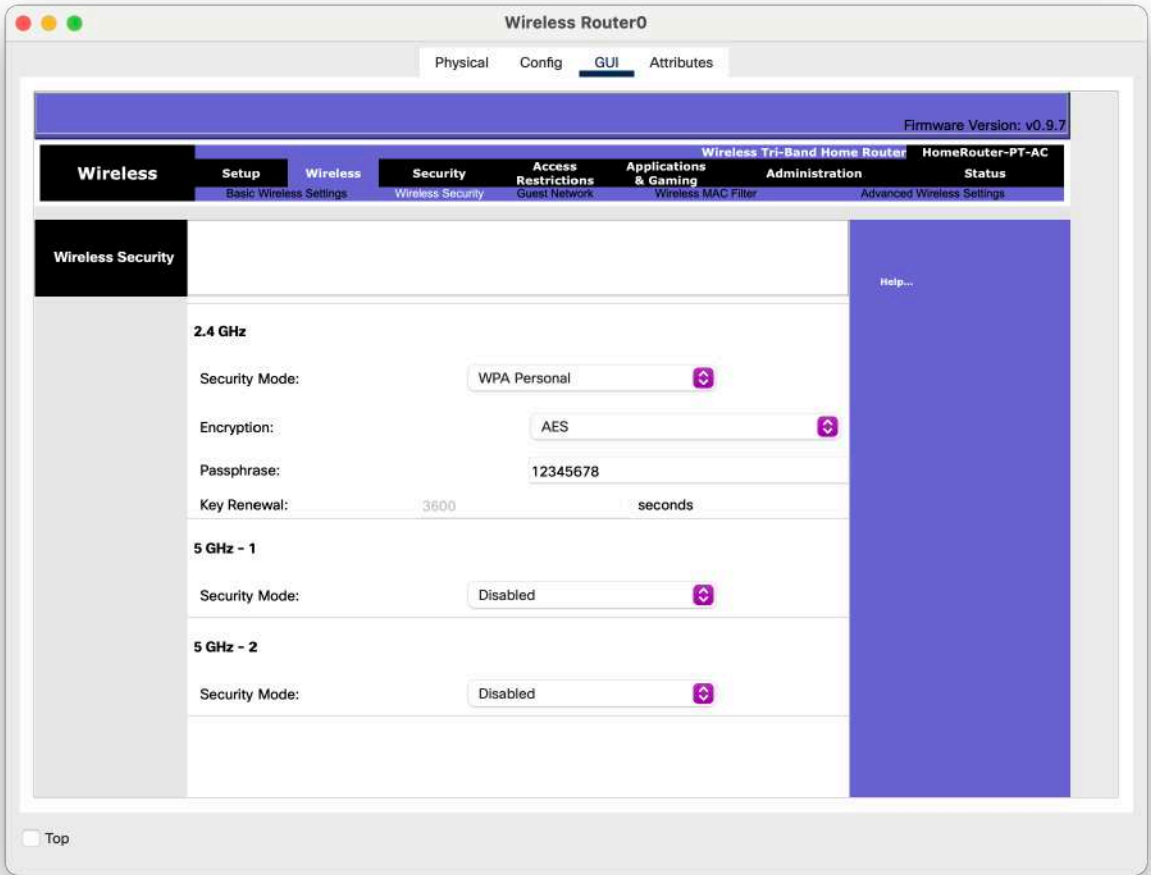 Wireless Router0
Physical Config GUI Attributes
Firmware Version: v0.9.7
Wireless Tri-Band Home Router HomeRouter-PT-AC
Wireless
Setup Wireless Security Access Restrictions Applications & Gaming Administration Status
Basic Wireless Settings Wireless Security Guest Network Wireless MAC Filter Advanced Wireless Settings
Wireless Security
Help...
2.4 GHz
Security Mode: WPA Personal
Encryption: AES
Passphrase: 12345678
Key Renewal: 3600 seconds
5 GHz - 1
Security Mode: Disabled
5 GHz - 2
Security Mode: Disabled
Top